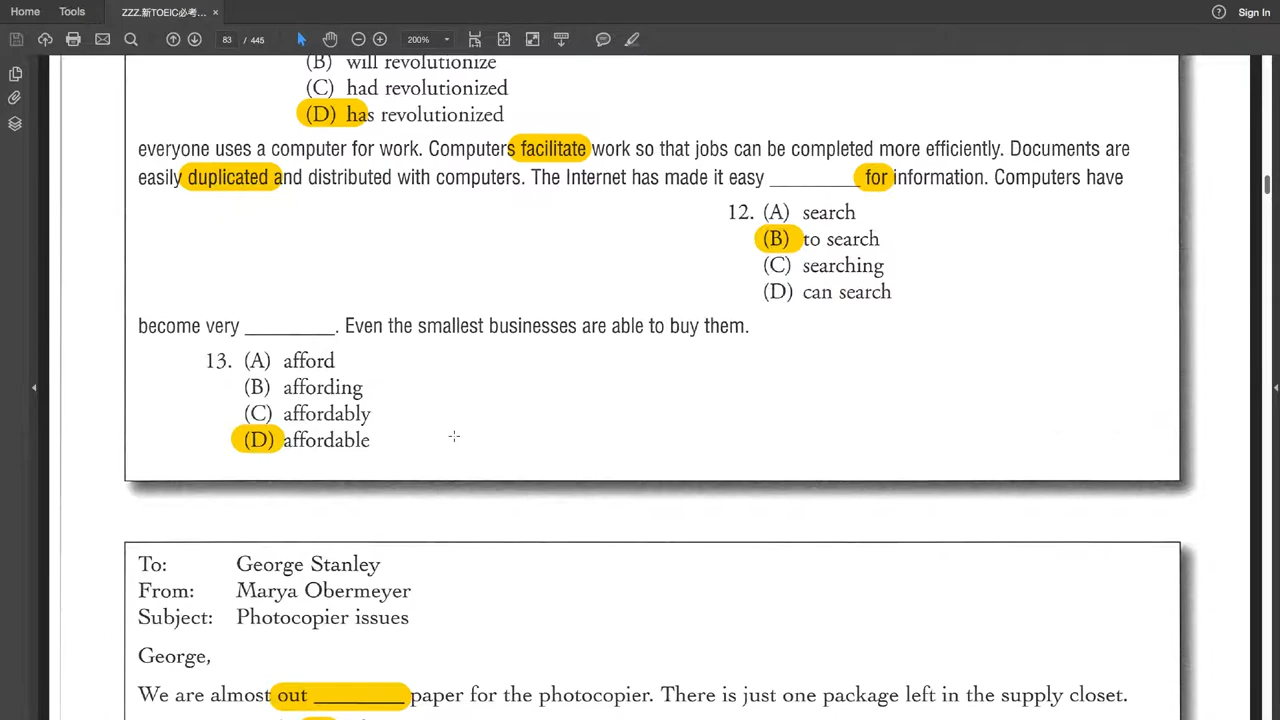 Home Tools ZZZ.新TOEIC必考... × Sign In
83 / 445 200%
(B) will revolutionize
(C) had revolutionized
(D) has revolutionized
everyone uses a computer for work. Computers facilitate work so that jobs can be completed more efficiently. Documents are
easily duplicated and distributed with computers. The Internet has made it easy ________ for information. Computers have
12. (A) search
(B) to search
(C) searching
(D) can search
become very ________. Even the smallest businesses are able to buy them.
13. (A) afford
(B) affording
(C) affordably
(D) affordable
To: George Stanley
From: Marya Obermeyer
Subject: Photocopier issues
George,
We are almost out ________ paper for the photocopier. There is just one package left in the supply closet.